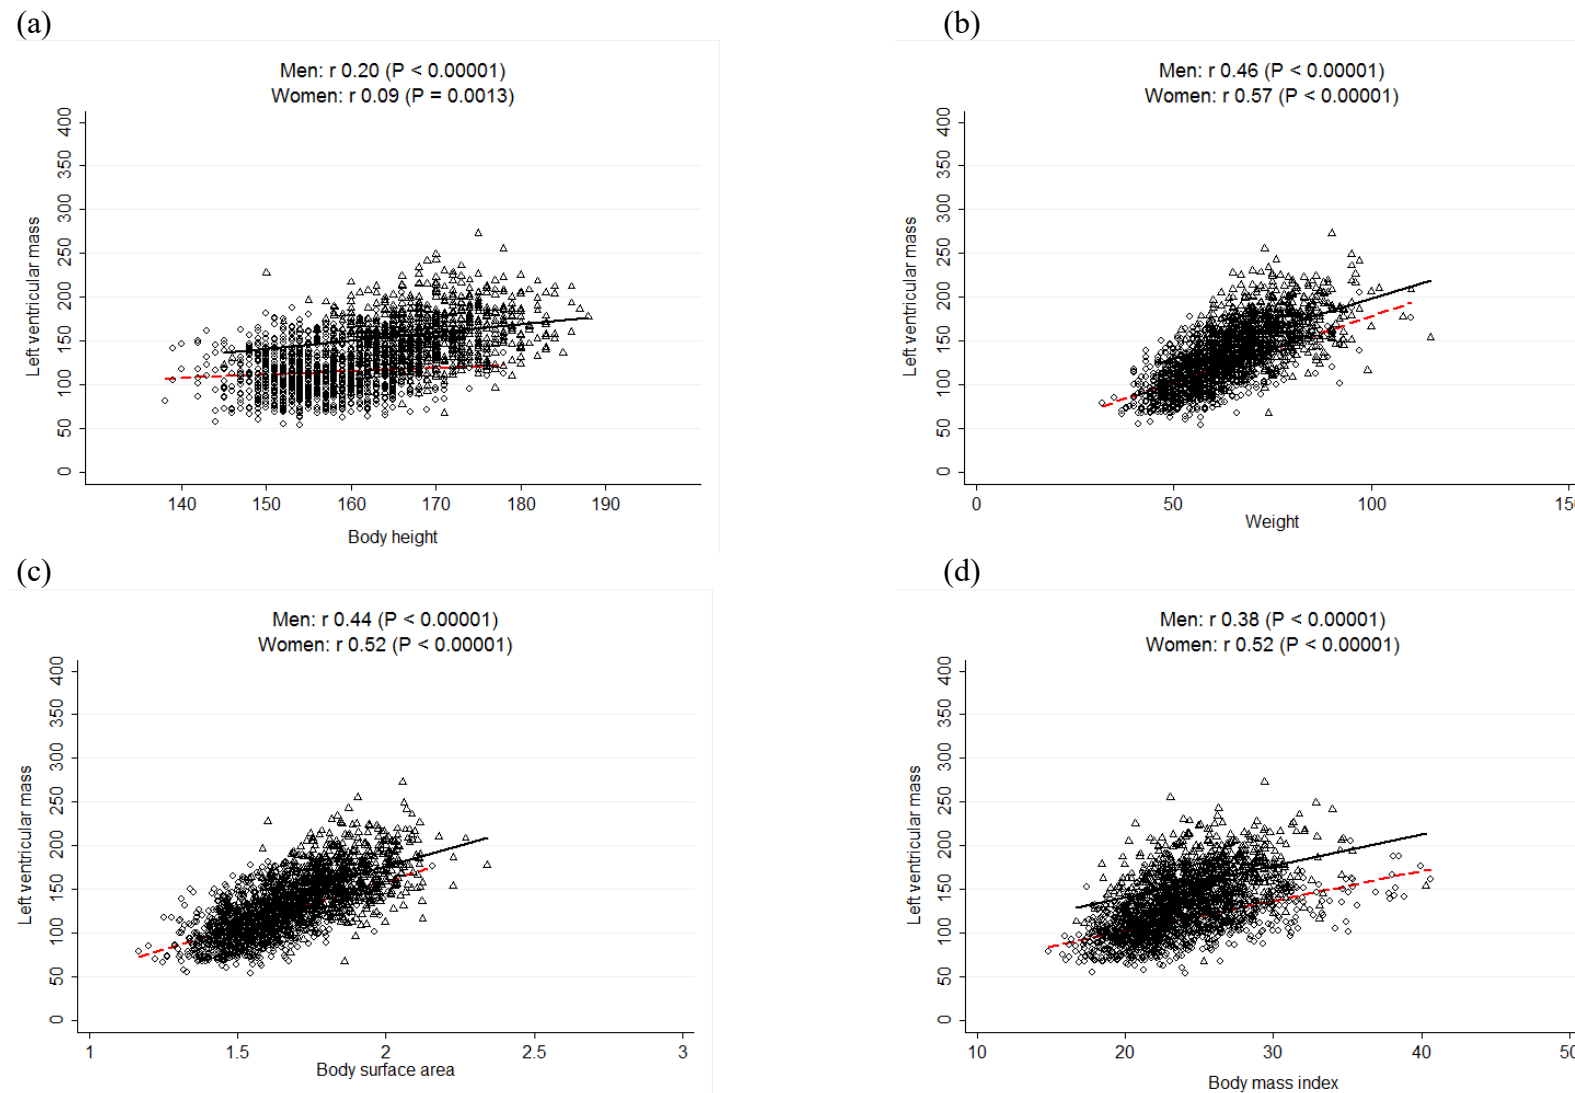 (a)
Men: r 0.20 (P < 0.00001)
Women: r 0.09 (P = 0.0013)
400
350
300
250
200
150
100
50
0
Left ventricular mass
140 150 160 170 180 190
Body height
(b)
Men: r 0.46 (P < 0.00001)
Women: r 0.57 (P < 0.00001)
400
350
300
250
200
150
100
50
0
Left ventricular mass
0 50 100 150
Weight
(c)
Men: r 0.44 (P < 0.00001)
Women: r 0.52 (P < 0.00001)
400
350
300
250
200
150
100
50
0
Left ventricular mass
1 1.5 2 2.5 3
Body surface area
(d)
Men: r 0.38 (P < 0.00001)
Women: r 0.52 (P < 0.00001)
400
350
300
250
200
150
100
50
0
Left ventricular mass
10 20 30 40 50
Body mass index